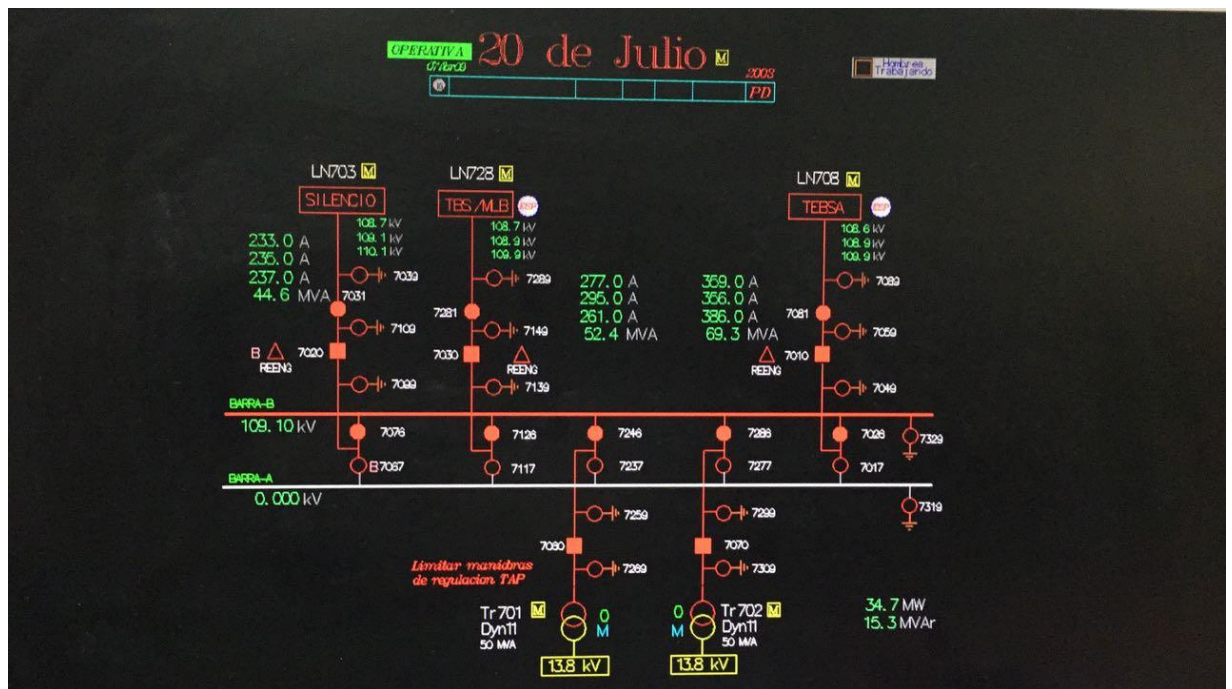 OPERATIVA
20 de Julio M
Hombres
Trabajando
2003
PD
LN703 M
LN728 M
LN708 M
SILENCIO
TBS/MLB
TEBSA
108.7 kV
109.1 kV
110.1 kV
108.7 kV
108.9 kV
109.9 kV
108.6 kV
108.9 kV
109.9 kV
233.0 A
235.0 A
237.0 A
44.6 MVA
277.0 A
295.0 A
261.0 A
52.4 MVA
359.0 A
356.0 A
386.0 A
69.3 MVA
7039
7289
7089
7031
7281
7081
7109
7149
7059
B
7020
7030
7010
REENG
REENG
REENG
7099
7139
7049
BARRA-B
109.10 kV
7076
7126
7246
7286
7026
7329
B7067
7117
7237
7277
7017
BARRA-A
0.000 kV
7319
7259
7299
7080
7070
7269
7309
Limitar maniobras
de regulacion TAP
Tr 701 M
Dyn11
50 MVA
0
M
0
M
Tr 702 M
Dyn11
50 MVA
34.7 MW
15.3 MVAr
13.8 kV
13.8 kV